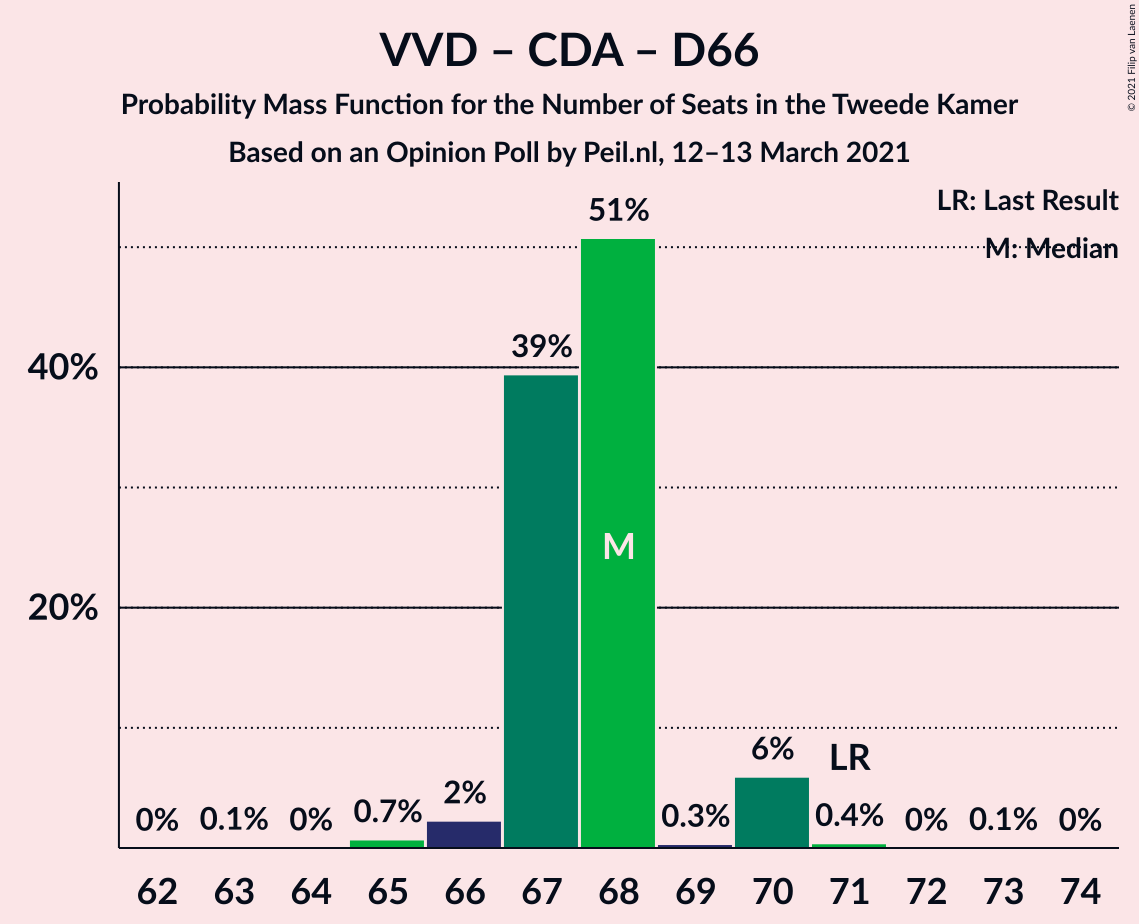 VVD – CDA – D66
Probability Mass Function for the Number of Seats in the Tweede Kamer
Based on an Opinion Poll by Peil.nl, 12–13 March 2021
© 2021 Filip van Laenen
LR: Last Result
M: Median
40%
20%
0%
0.1%
0%
0.7%
2%
39%
51%
M
0.3%
6%
LR
0.4%
0%
0.1%
0%
62 63 64 65 66 67 68 69 70 71 72 73 74